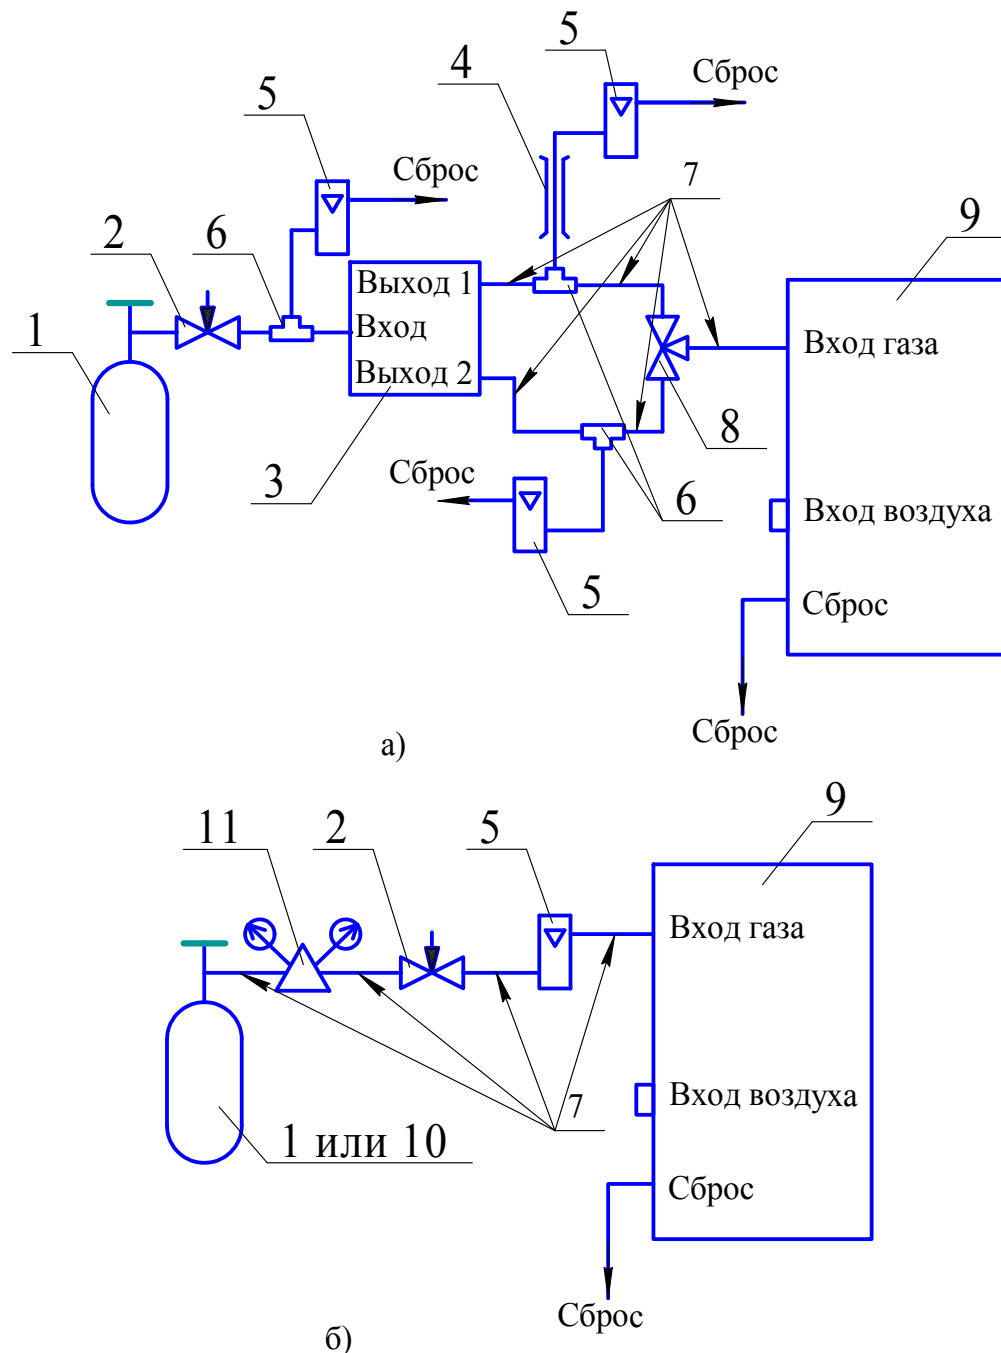 5
Сброс
4
5
Сброс
7
2
6
9
Выход 1
1
Вход
Вход газа
Выход 2
8
Сброс
3
6
Вход воздуха
5
Сброс
Сброс
а)
11
2
5
9
Вход газа
7
Вход воздуха
1 или 10
Сброс
Сброс
б)